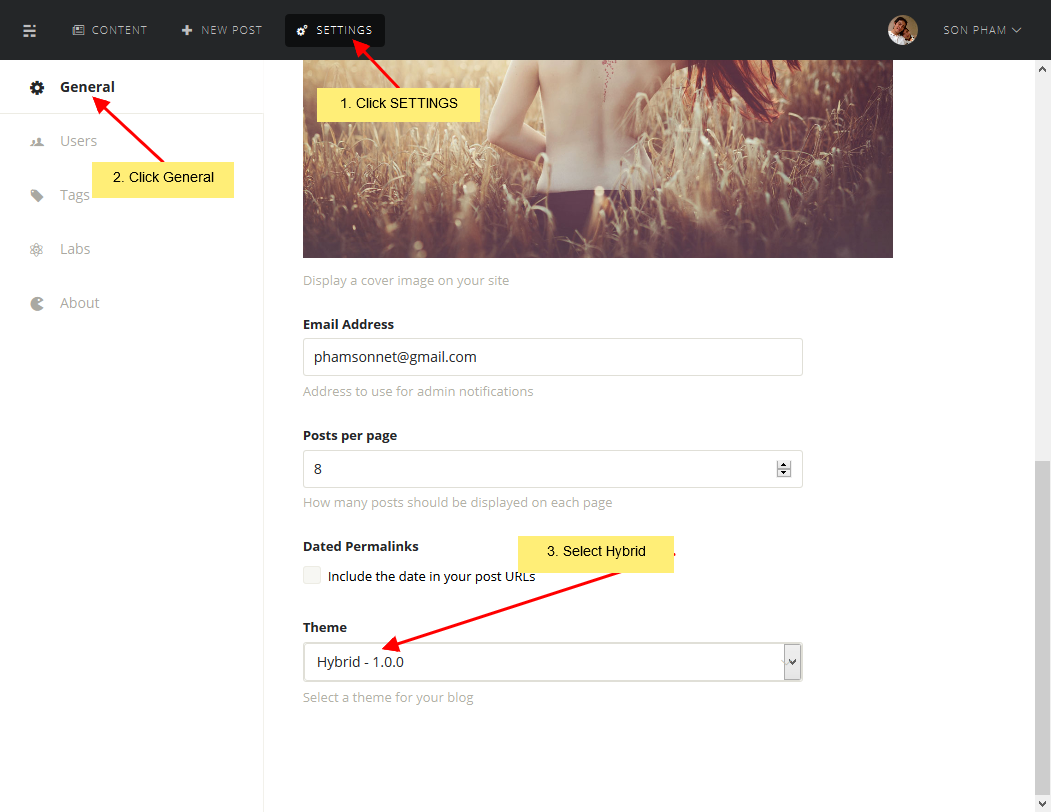 CONTENT
NEW POST
SETTINGS
SON PHAM
General
1. Click SETTINGS
Users
2. Click General
Tags
Labs
About
Display a cover image on your site
Email Address
phamsonnet@gmail.com
Address to use for admin notifications
Posts per page
8
How many posts should be displayed on each page
Dated Permalinks
3. Select Hybrid
Include the date in your post URLs
Theme
Hybrid - 1.0.0
Select a theme for your blog